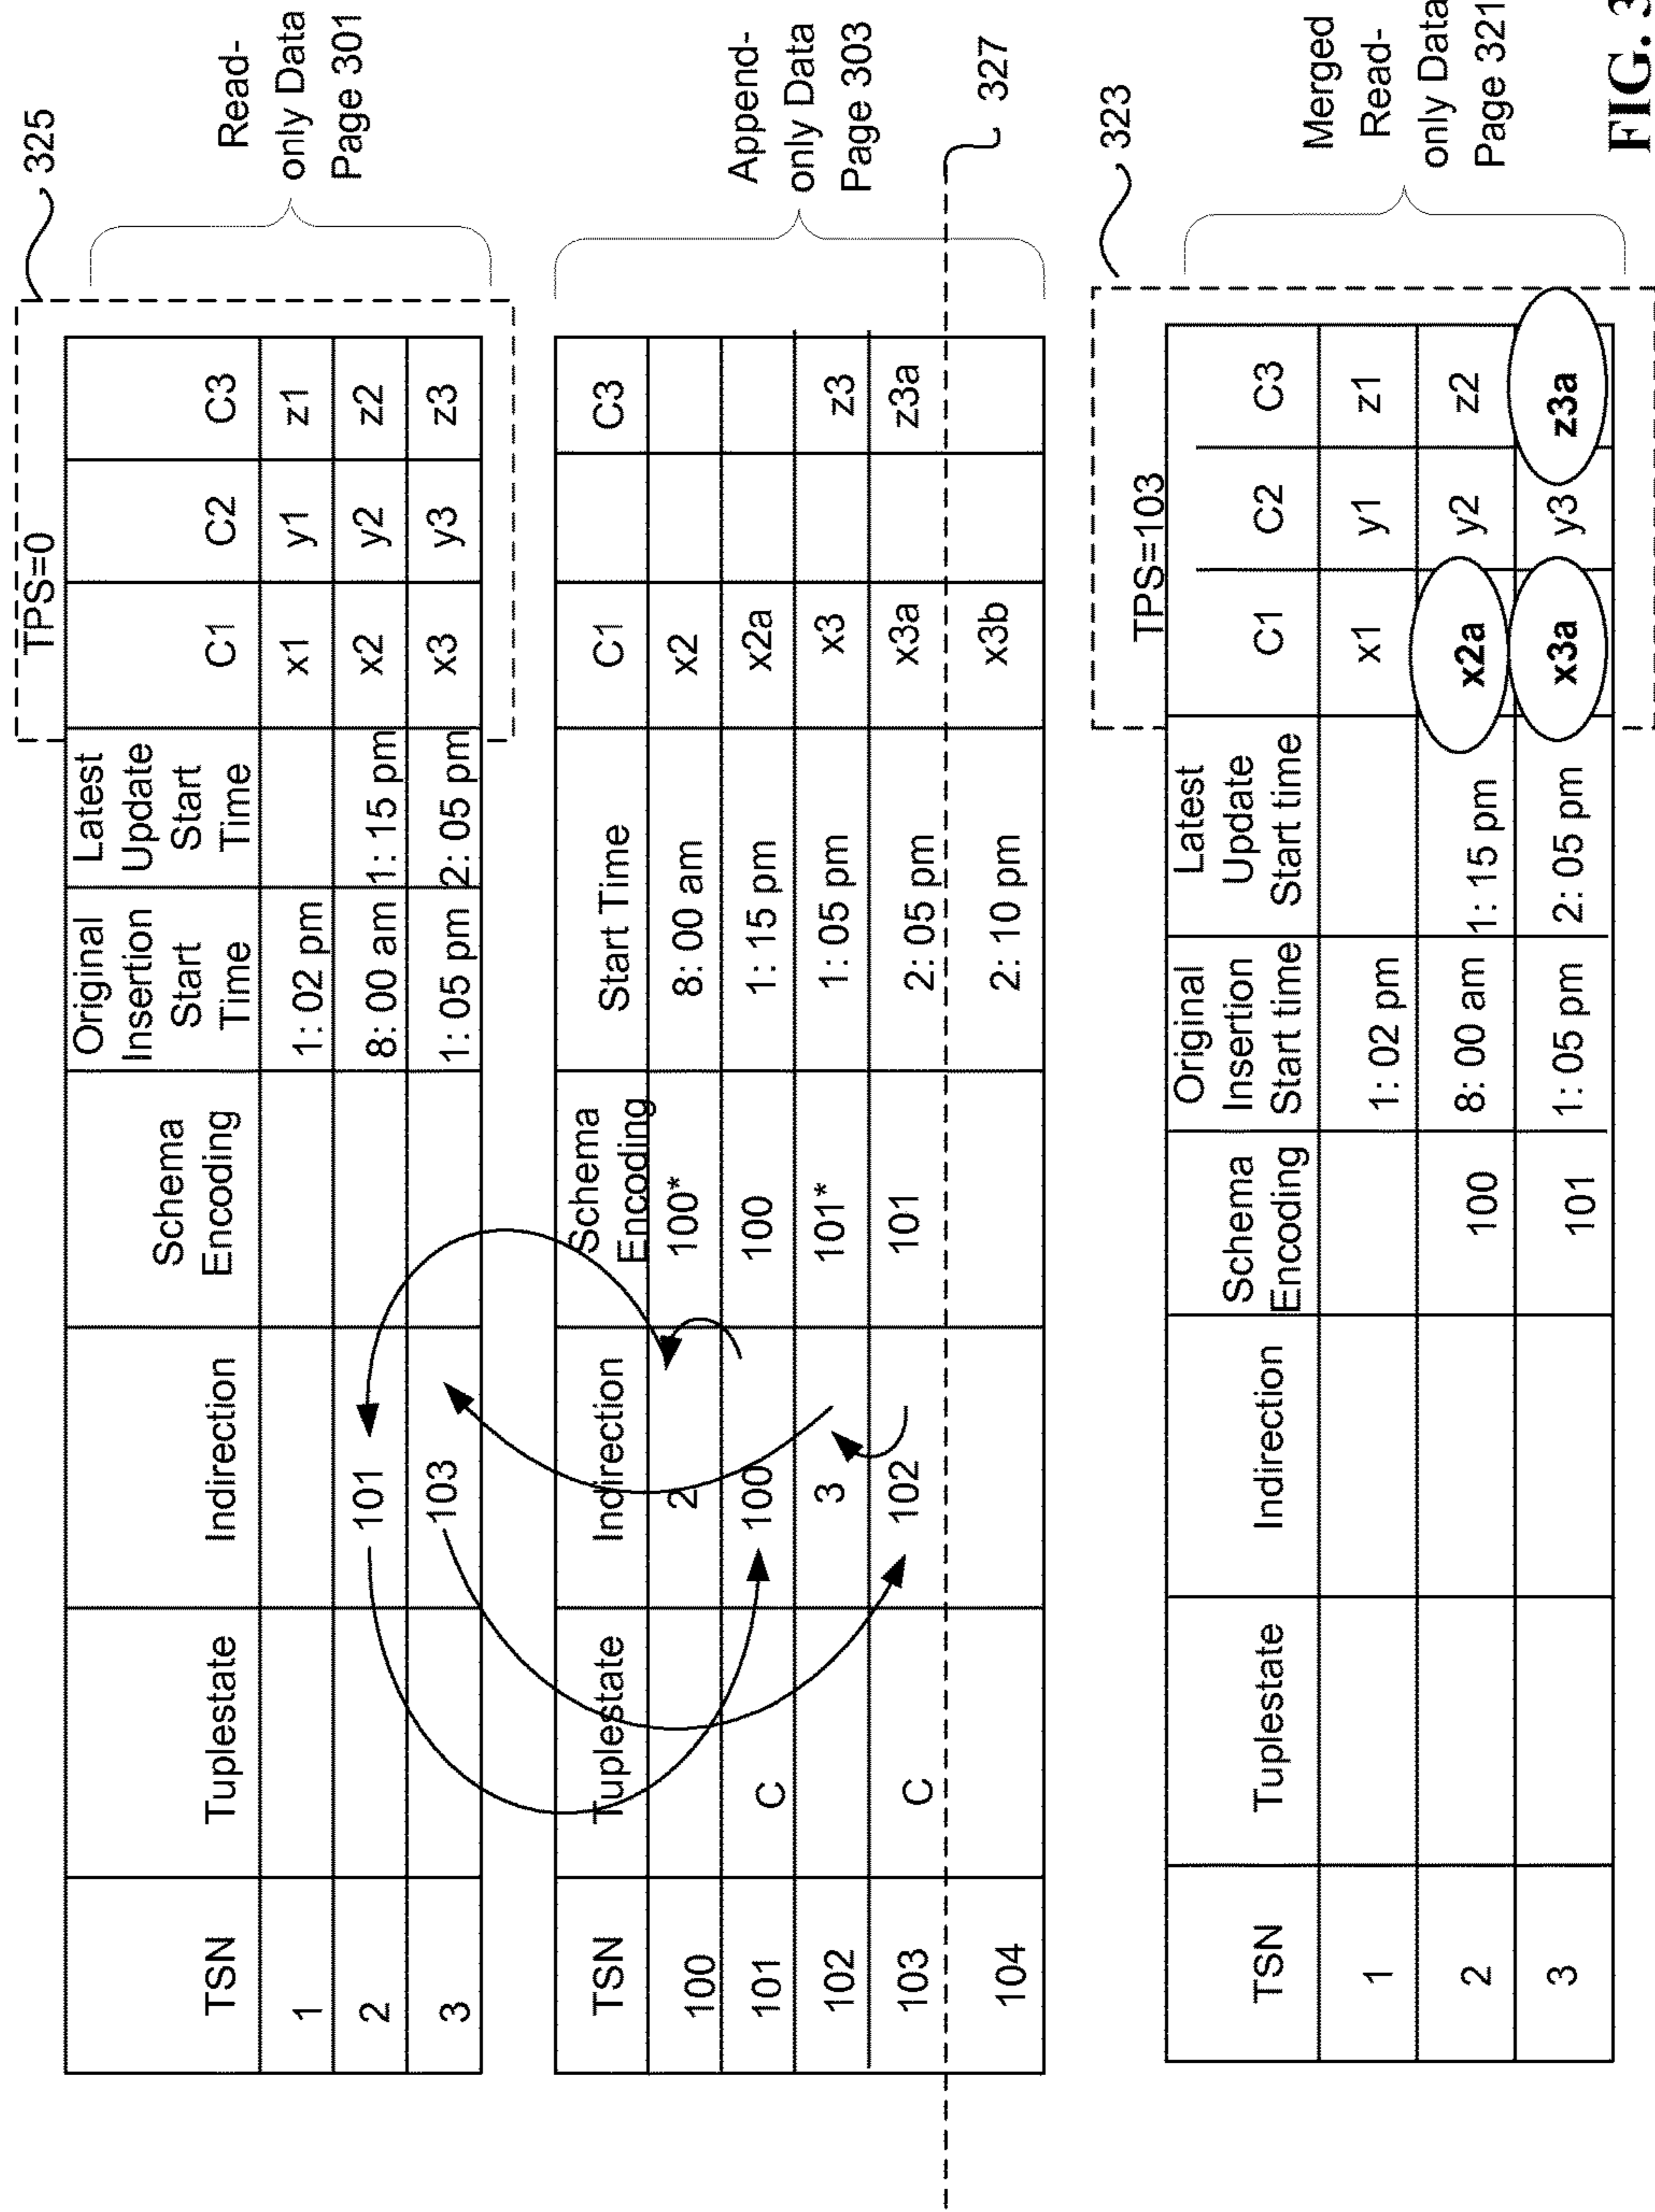 325
TPS=0
TSN Tuplestate Indirection Schema Encoding Original Insertion Start Time Latest Update Start Time C1 C2 C3
1 1: 02 pm x1 y1 z1
2 101 8: 00 am 1: 15 pm x2 y2 z2
3 103 1: 05 pm 2: 05 pm x3 y3 z3
Read-
only Data
Page 301
TSN Tuplestate Indirection Schema Encoding Start Time C1 C3
100 2 100* 8: 00 am x2
101 C 100 100 1: 15 pm x2a
102 3 101* 1: 05 pm x3 z3
103 C 102 101 2: 05 pm x3a z3a
104 2: 10 pm x3b
Append-
only Data
Page 303
327
323
TPS=103
TSN Tuplestate Indirection Schema Encoding Original Insertion Start time Latest Update Start time C1 C2 C3
1 1: 02 pm x1 y1 z1
2 100 8: 00 am 1: 15 pm x2a y2 z2
3 101 1: 05 pm 2: 05 pm x3a y3 z3a
Merged
Read-
only Data
Page 321
FIG. 3